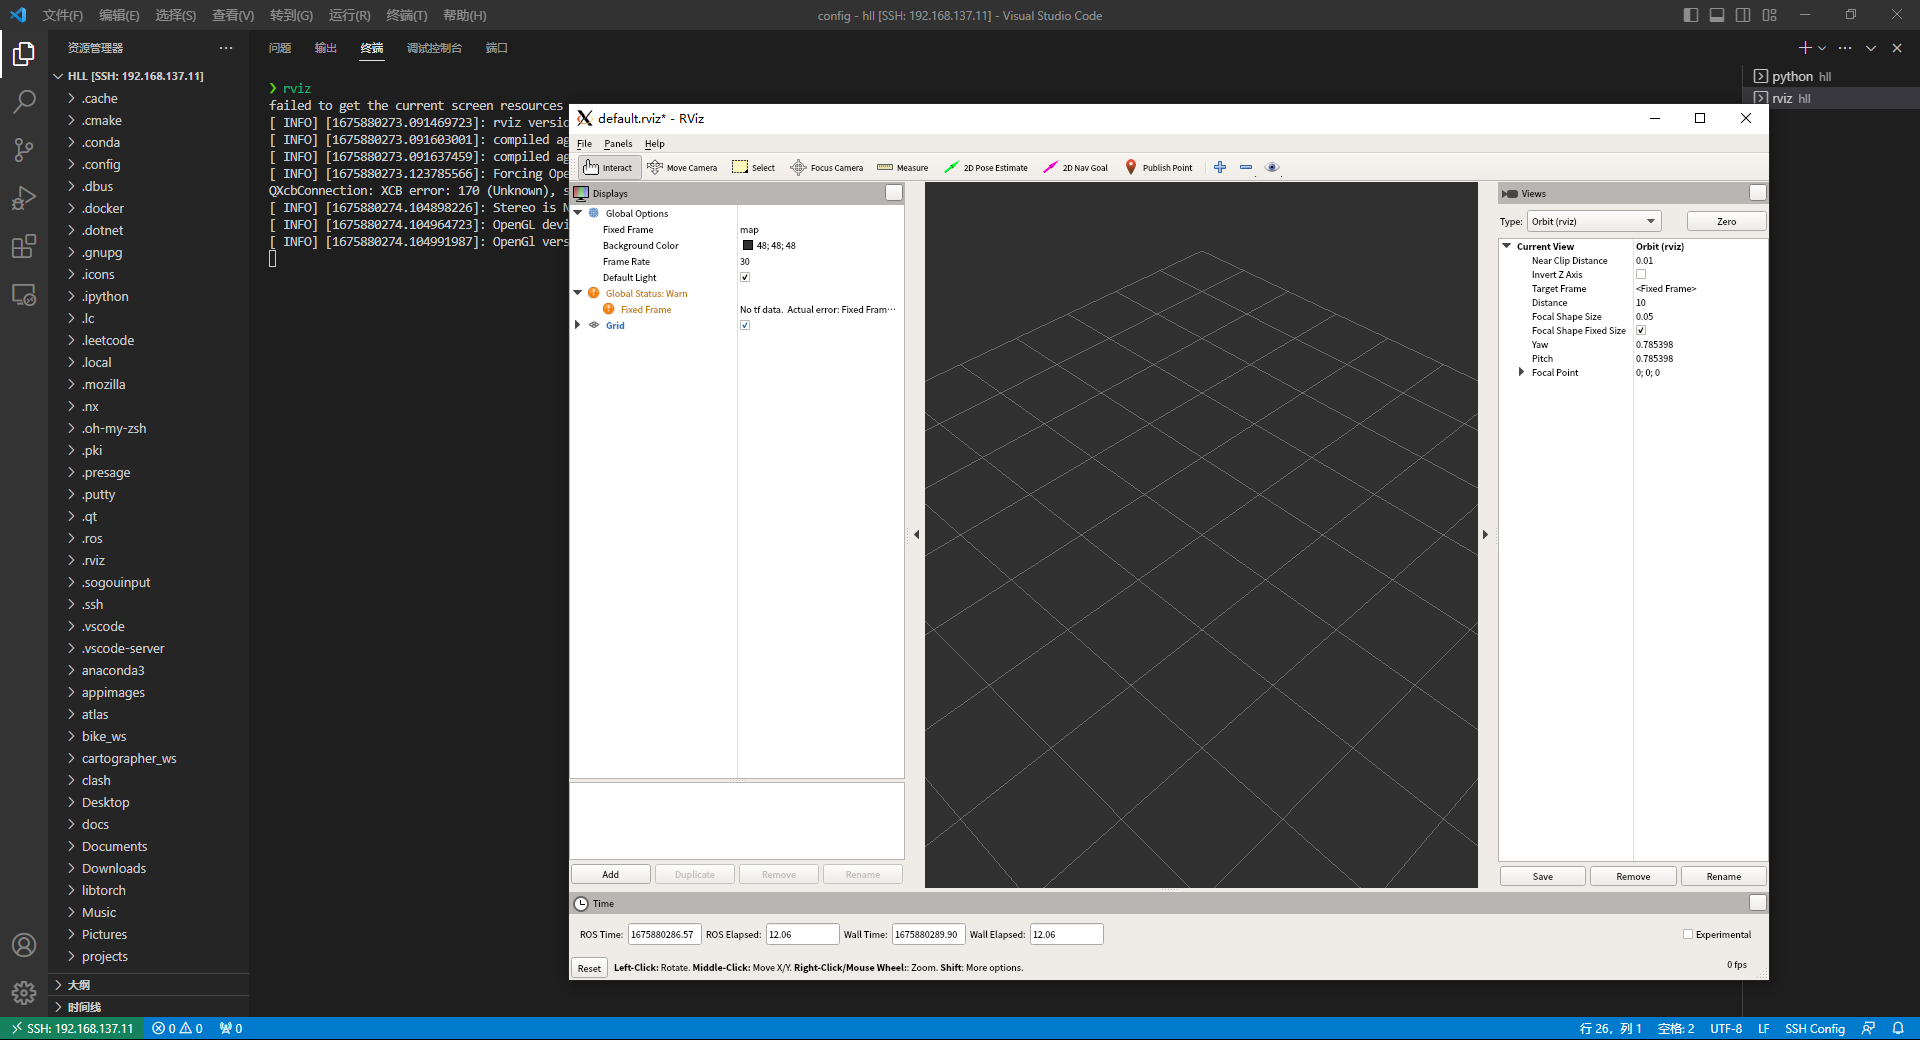 文件(F) 编辑(E) 选择(S) 查看(V) 转到(G) 运行(R) 终端(T) 帮助(H)
config - hll [SSH: 192.168.137.11] - Visual Studio Code
资源管理器
HLL [SSH: 192.168.137.11]
.cache
.cmake
.conda
.config
.dbus
.docker
.dotnet
.gnupg
.icons
.ipython
.lc
.leetcode
.local
.mozilla
.nx
.oh-my-zsh
.pki
.presage
.putty
.qt
.ros
.rviz
.sogouinput
.ssh
.vscode
.vscode-server
anaconda3
appimages
atlas
bike_ws
cartographer_ws
clash
Desktop
docs
Documents
Downloads
libtorch
Music
Pictures
projects
大纲
时间线
问题 输出 终端 调试控制台 端口
rviz
failed to get the current screen resources
[ INFO] [1675880273.091469723]: rviz versic
[ INFO] [1675880273.091603001]: compiled ag
[ INFO] [1675880273.091637459]: compiled ag
[ INFO] [1675880273.123785566]: Forcing Ope
QXcbConnection: XCB error: 170 (Unknown), s
[ INFO] [1675880274.104898226]: Stereo is N
[ INFO] [1675880274.104964723]: OpenGL devi
[ INFO] [1675880274.104991987]: OpenGl vers
python hll
rviz hll
default.rviz* - RViz
File Panels Help
Interact Move Camera Select Focus Camera Measure 2D Pose Estimate 2D Nav Goal Publish Point
Displays
Global Options
Fixed Frame map
Background Color 48; 48; 48
Frame Rate 30
Default Light
Global Status: Warn
Fixed Frame No tf data. Actual error: Fixed Fram…
Grid
Add Duplicate Remove Rename
Views
Type: Orbit (rviz) Zero
Current View Orbit (rviz)
Near Clip Distance 0.01
Invert Z Axis
Target Frame <Fixed Frame>
Distance 10
Focal Shape Size 0.05
Focal Shape Fixed Size
Yaw 0.785398
Pitch 0.785398
Focal Point 0; 0; 0
Save Remove Rename
Time
ROS Time: 1675880286.57 ROS Elapsed: 12.06 Wall Time: 1675880289.90 Wall Elapsed: 12.06 Experimental
Reset Left-Click: Rotate. Middle-Click: Move X/Y. Right-Click/Mouse Wheel:: Zoom. Shift: More options. 0 fps
SSH: 192.168.137.11 0 0 0 行 26，列 1 空格: 2 UTF-8 LF SSH Config